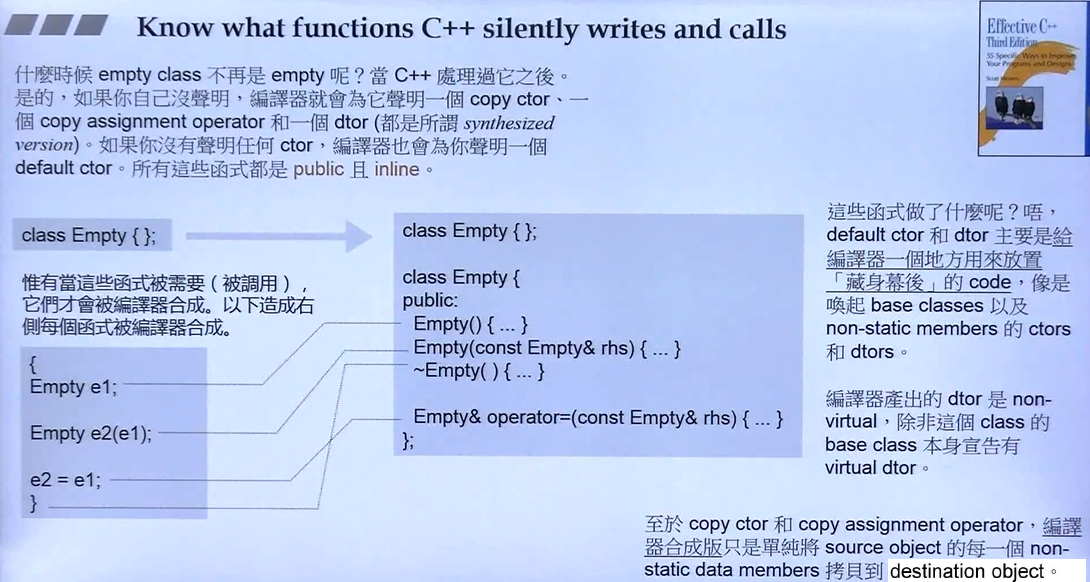 Know what functions C++ silently writes and calls
Effective C++
Third Edition
55 Specific Ways to Improve
Your Programs and Designs
Scott Meyers
什麼時候 empty class 不再是 empty 呢？當 C++ 處理過它之後。
是的，如果你自己沒聲明，編譯器就會為它聲明一個 copy ctor、一
個 copy assignment operator 和一個 dtor (都是所謂 synthesized
version)。如果你沒有聲明任何 ctor，編譯器也會為你聲明一個
default ctor。所有這些函式都是 public 且 inline。
class Empty { };
惟有當這些函式被需要（被調用），
它們才會被編譯器合成。以下造成右
側每個函式被編譯器合成。
{
Empty e1;
Empty e2(e1);
e2 = e1;
}
class Empty { };
class Empty {
public:
Empty() { ... }
Empty(const Empty& rhs) { ... }
~Empty( ) { ... }
Empty& operator=(const Empty& rhs) { ... }
};
這些函式做了什麼呢？唔，
default ctor 和 dtor 主要是給
編譯器一個地方用來放置
「藏身幕後」的 code，像是
喚起 base classes 以及
non-static members 的 ctors
和 dtors。
編譯器產出的 dtor 是 non-
virtual，除非這個 class 的
base class 本身宣告有
virtual dtor。
至於 copy ctor 和 copy assignment operator，編譯
器合成版只是單純將 source object 的每一個 non-
static data members 拷貝到 destination object。